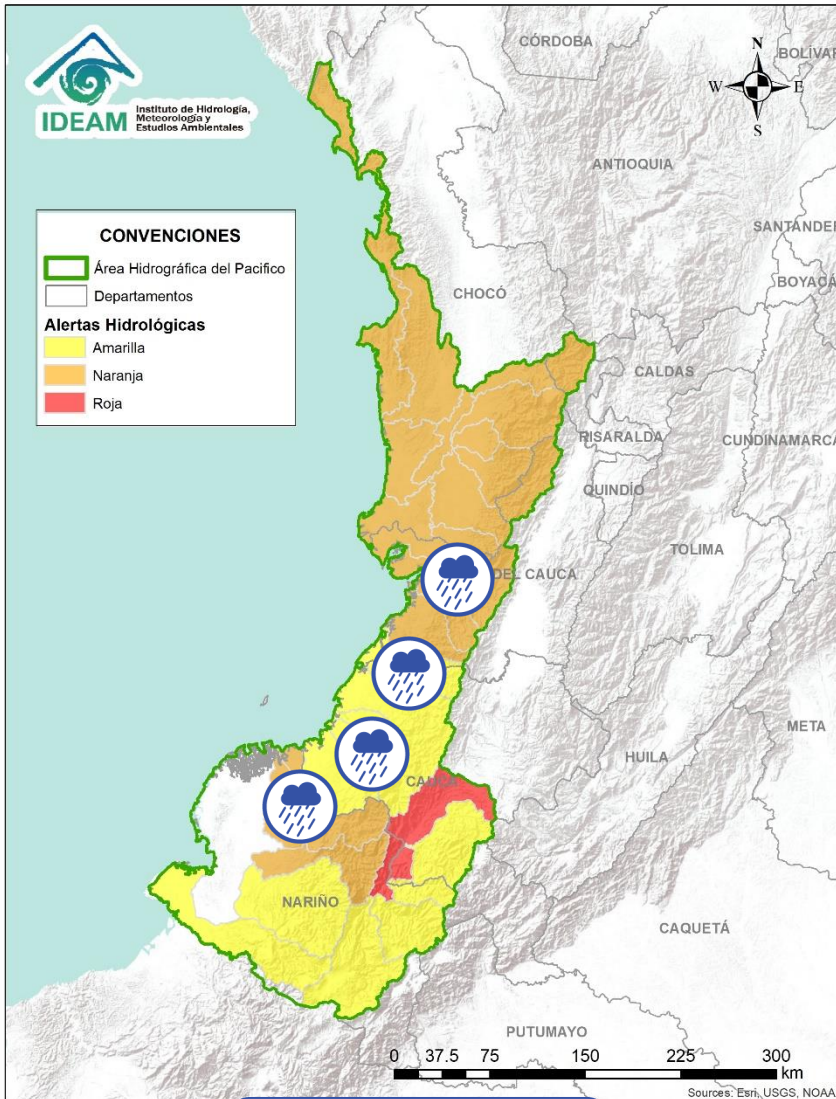 IDEAM
Instituto de Hidrología,
Meteorología y
Estudios Ambientales
CÓRDOBA
BOLÍVAR
N
W
E
S
ANTIOQUIA
SANTANDER
BOYACÁ
CONVENCIONES
Área Hidrográfica del Pacifico
Departamentos
Alertas Hidrológicas
Amarilla
Naranja
Roja
CHOCÓ
CALDAS
RISARALDA
CUNDINAMARCA
QUINDÍO
TOLIMA
DEL CAUCA
META
HUILA
CAUCA
NARIÑO
CAQUETÁ
PUTUMAYO
0 37.5 75 150 225 300
km
Sources: Esri, USGS, NOAA